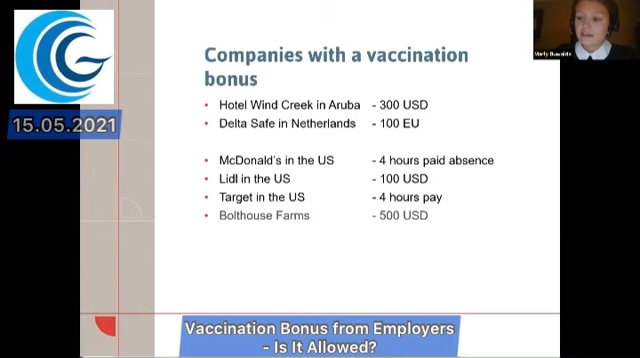 Companies with a vaccination
bonus
• Hotel Wind Creek in Aruba - 300 USD
• Delta Safe in Netherlands - 100 EU
• McDonald's in the US - 4 hours paid absence
• Lidl in the US - 100 USD
• Target in the US - 4 hours pay
• Bolthouse Farms - 500 USD
15.05.2021
Vaccination Bonus from Employers
- Is It Allowed?